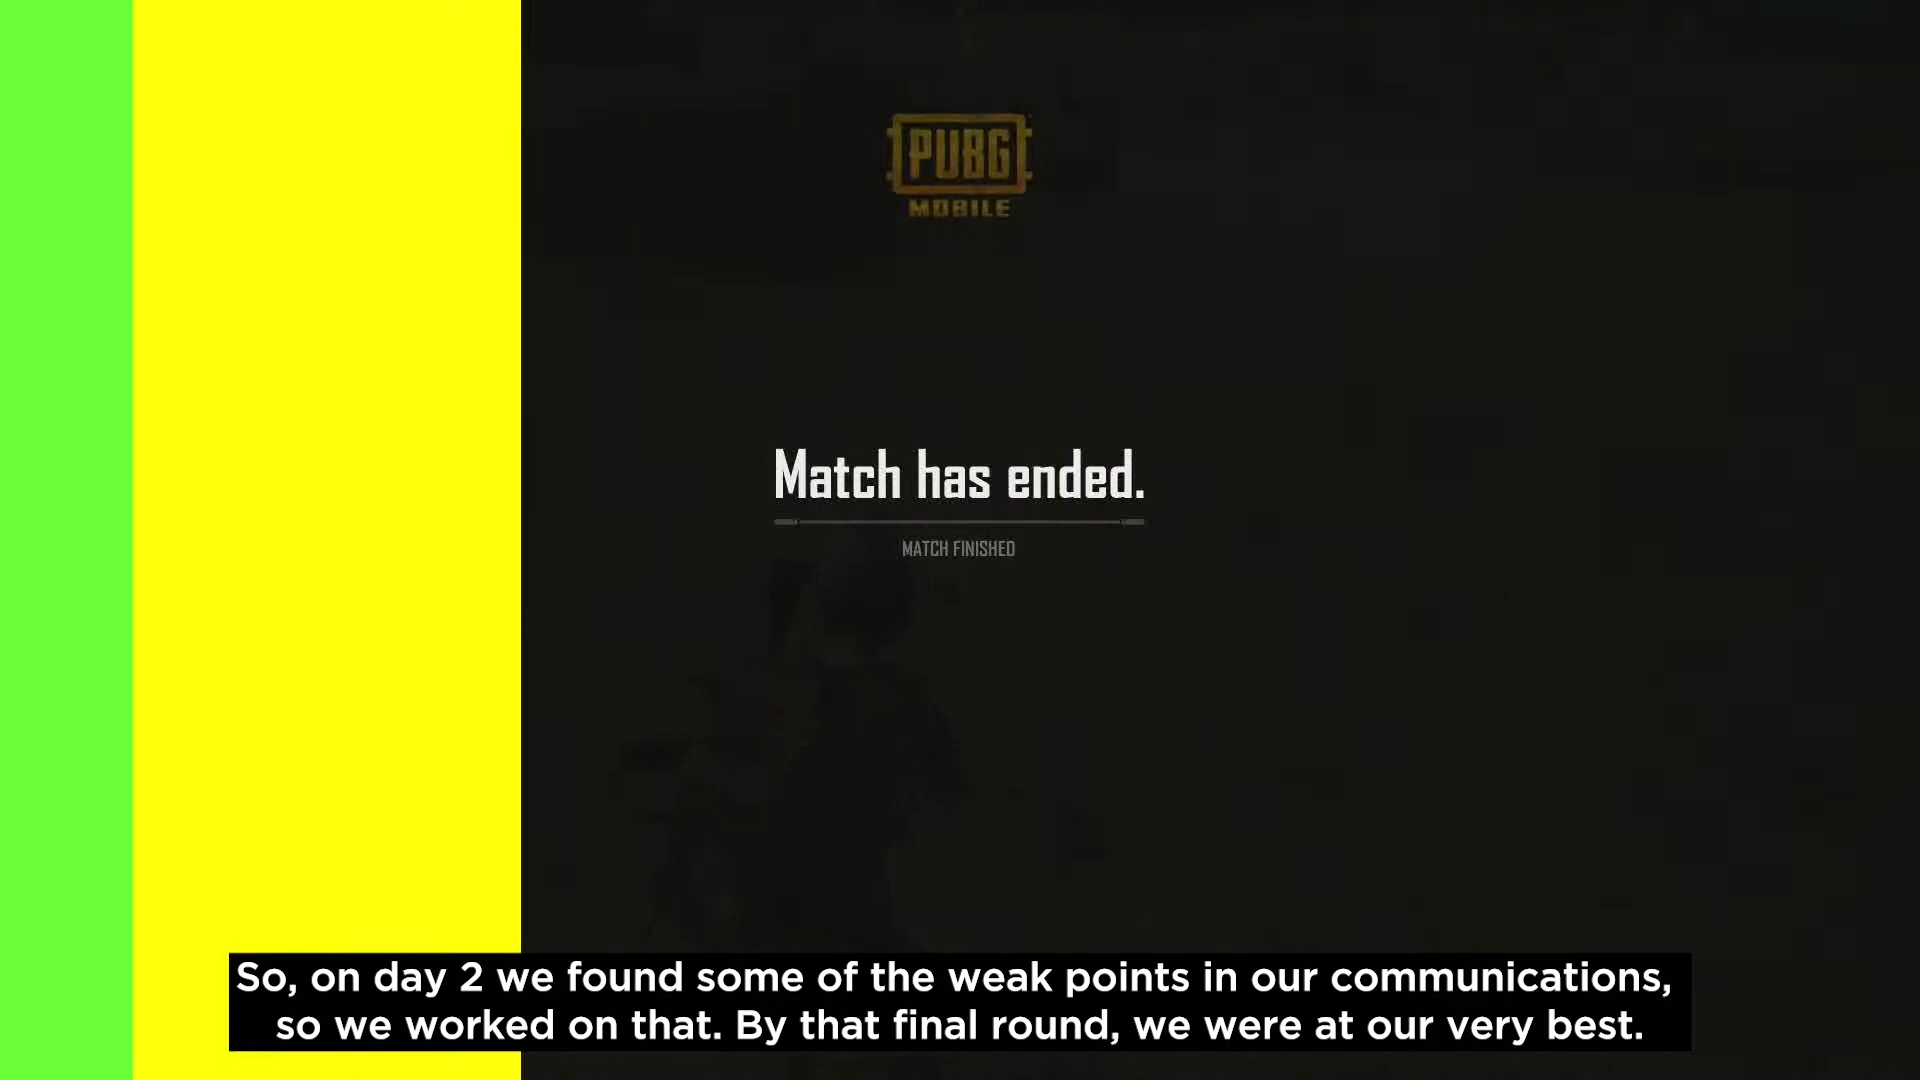 PUBG
MOBILE
Match has ended.
MATCH FINISHED
So, on day 2 we found some of the weak points in our communications,
so we worked on that. By that final round, we were at our very best.